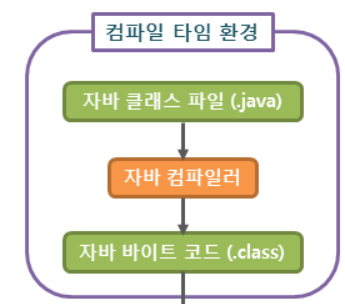 컴파일 타임 환경
자바 클래스 파일 (.java)
자바 컴파일러
자바 바이트 코드 (.class)